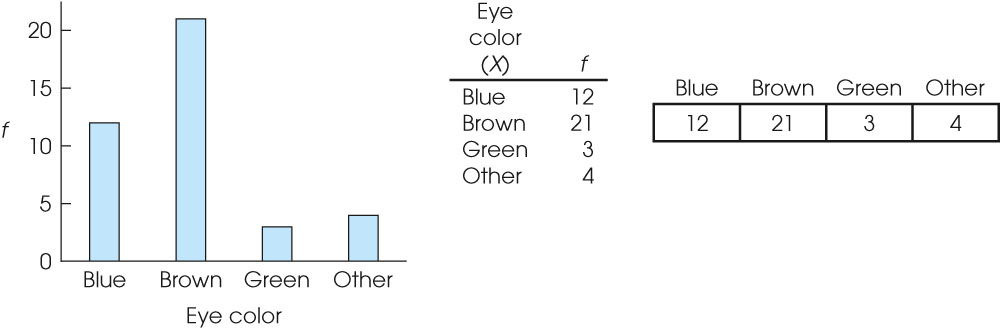 20
15
10
5
0
f
Blue Brown Green Other
Eye color
Eye
color
(X) f
Blue 12
Brown 21
Green 3
Other 4
Blue Brown Green Other
12 21 3 4